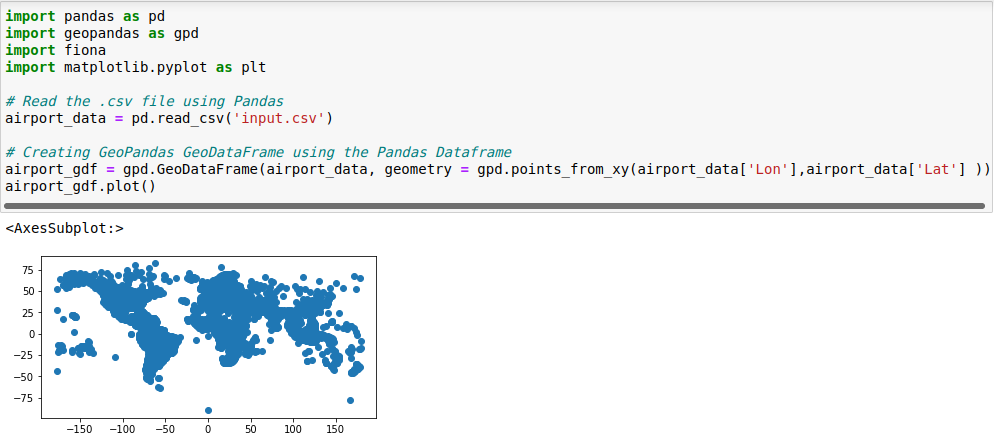 import pandas as pd
import geopandas as gpd
import fiona
import matplotlib.pyplot as plt
# Read the .csv file using Pandas
airport_data = pd.read_csv('input.csv')
# Creating GeoPandas GeoDataFrame using the Pandas Dataframe
airport_gdf = gpd.GeoDataFrame(airport_data, geometry = gpd.points_from_xy(airport_data['Lon'],airport_data['Lat'] ))
airport_gdf.plot()
<AxesSubplot:>
75
50
25
0
−25
−50
−75
−150 −100 −50 0 50 100 150